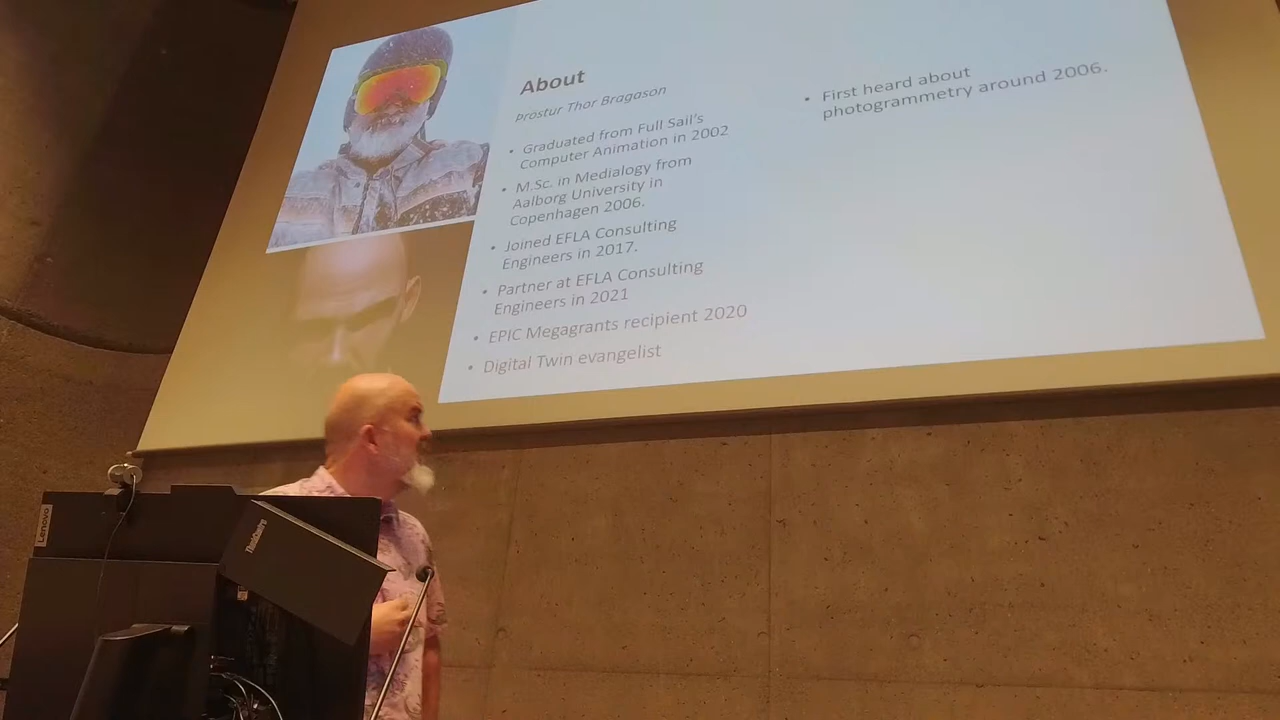 About
Þrostur Thor Bragason
• Graduated from Full Sail's
Computer Animation in 2002
• M.Sc. in Medialogy from
Aalborg University in
Copenhagen 2006.
• Joined EFLA Consulting
Engineers in 2017.
• Partner at EFLA Consulting
Engineers in 2021
• EPIC Megagrants recipient 2020
• Digital Twin evangelist
• First heard about
photogrammetry around 2006.
Lenovo
ThinkCentre